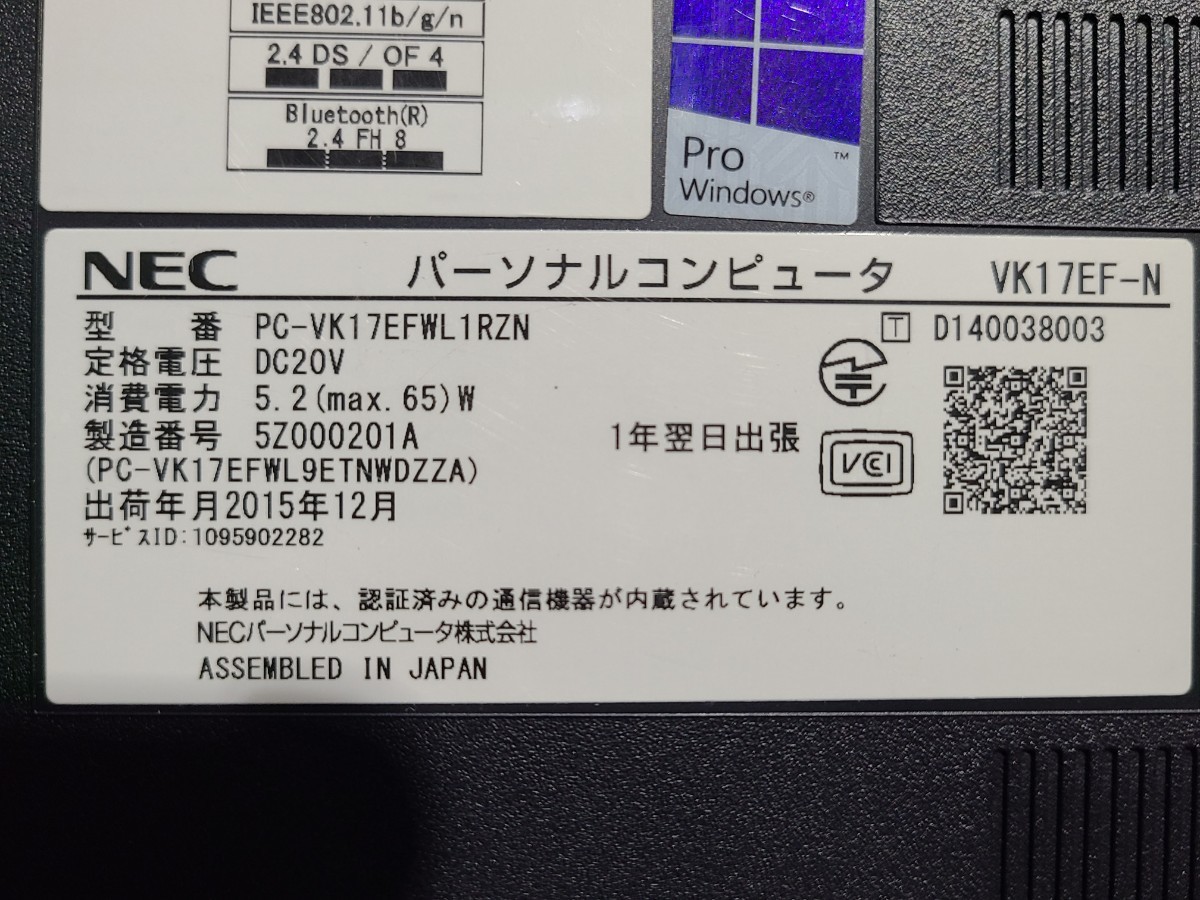 IEEE802.11b/g/n
2.4 DS / OF 4
Bluetooth(R)
2.4 FH 8
Pro
Windows®
™
NEC パーソナルコンピュータ VK17EF-N
型 番 PC-VK17EFWL1RZN
T D140038003
定格電圧 DC20V
消費電力 5.2(max.65)W
製造番号 5Z000201A
1年翌日出張
VCCI
(PC-VK17EFWL9ETNWDZZA)
出荷年月2015年12月
ｻｰﾋﾞｽID:1095902282
本製品には、認証済みの通信機器が内蔵されています。
NECパーソナルコンピュータ株式会社
ASSEMBLED IN JAPAN